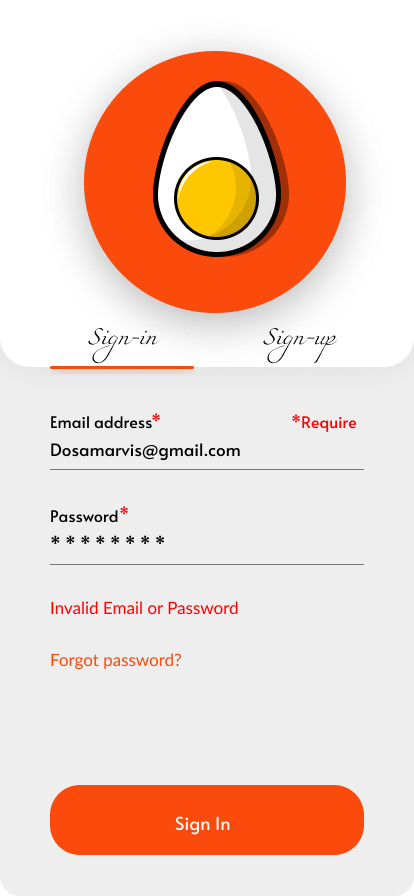 Sign-in Sign-up
Email address* *Require
Dosamarvis@gmail.com
Password*
* * * * * * * *
Invalid Email or Password
Forgot password?
Sign In